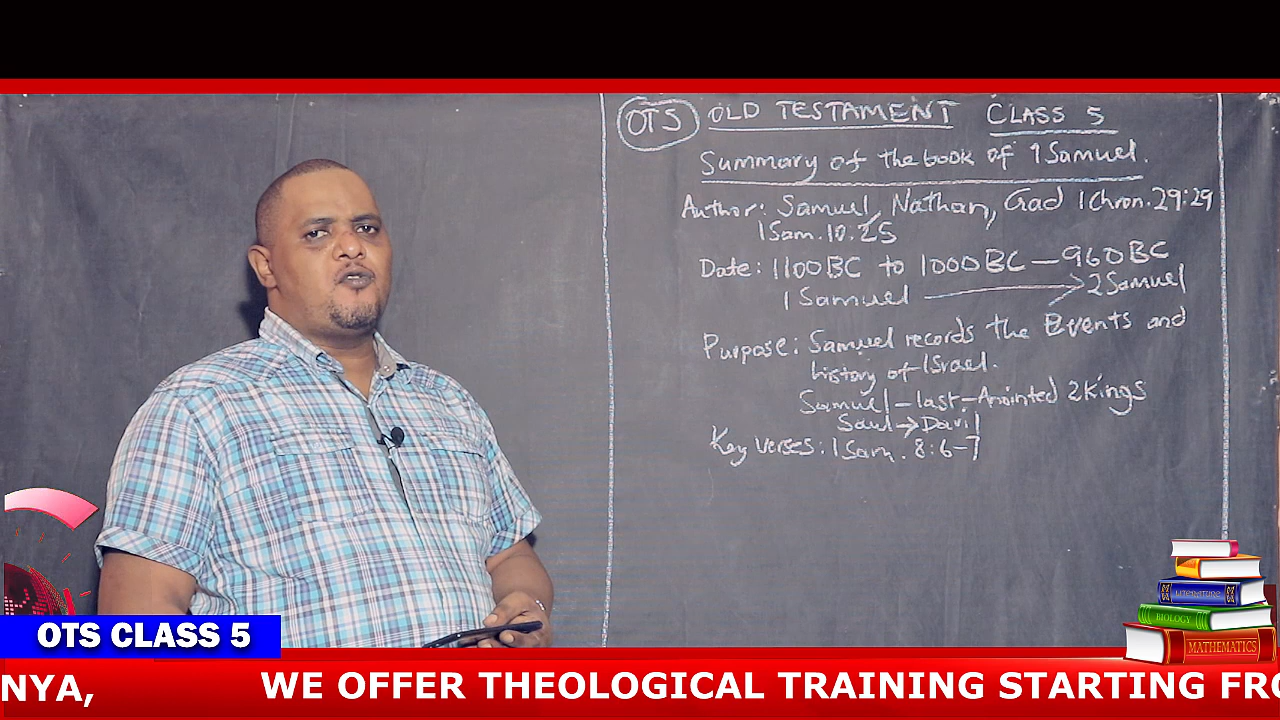 OTS OLD TESTAMENT CLASS 5
Summary of the book of 1Samuel.
Author: Samuel, Nathan, Gad 1Chron.29:29
1Sam.10.25
Date: 1100BC to 1000BC — 960BC
1Samuel → 2Samuel
Purpose: Samuel records the Events and
history of ISrael.
Samuel - last - Anointed 2Kings
Saul → David
Key Verses: 1Sam. 8:6-7
LITERATURE
BIOLOGY
MATHEMATICS
OTS CLASS 5
NYA, WE OFFER THEOLOGICAL TRAINING STARTING FRO